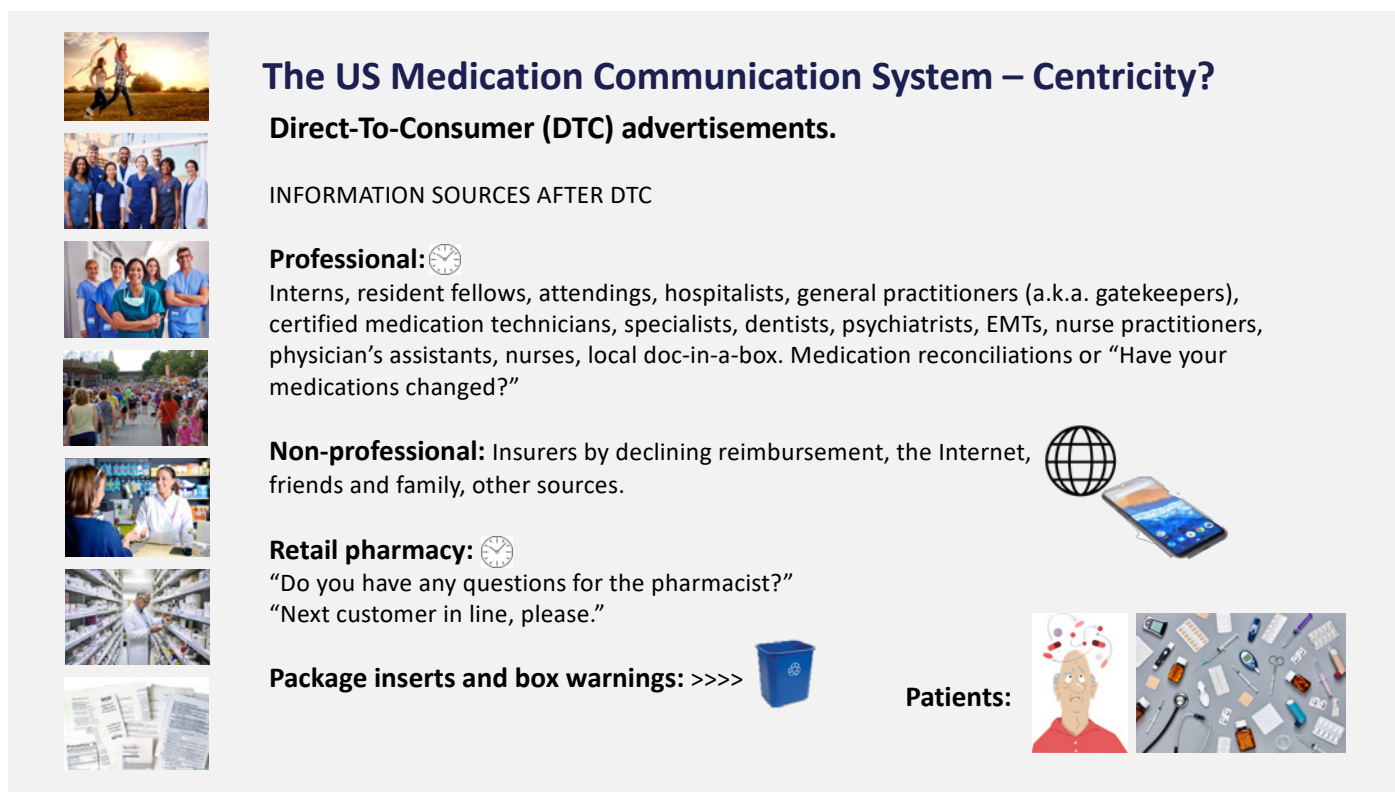 The US Medication Communication System – Centricity?
Direct-To-Consumer (DTC) advertisements.
INFORMATION SOURCES AFTER DTC
Professional:
Interns, resident fellows, attendings, hospitalists, general practitioners (a.k.a. gatekeepers),
certified medication technicians, specialists, dentists, psychiatrists, EMTs, nurse practitioners,
physician’s assistants, nurses, local doc-in-a-box. Medication reconciliations or “Have your
medications changed?”
Non-professional: Insurers by declining reimbursement, the Internet,
friends and family, other sources.
Retail pharmacy:
“Do you have any questions for the pharmacist?”
“Next customer in line, please.”
Package inserts and box warnings: >>>>
Patients: